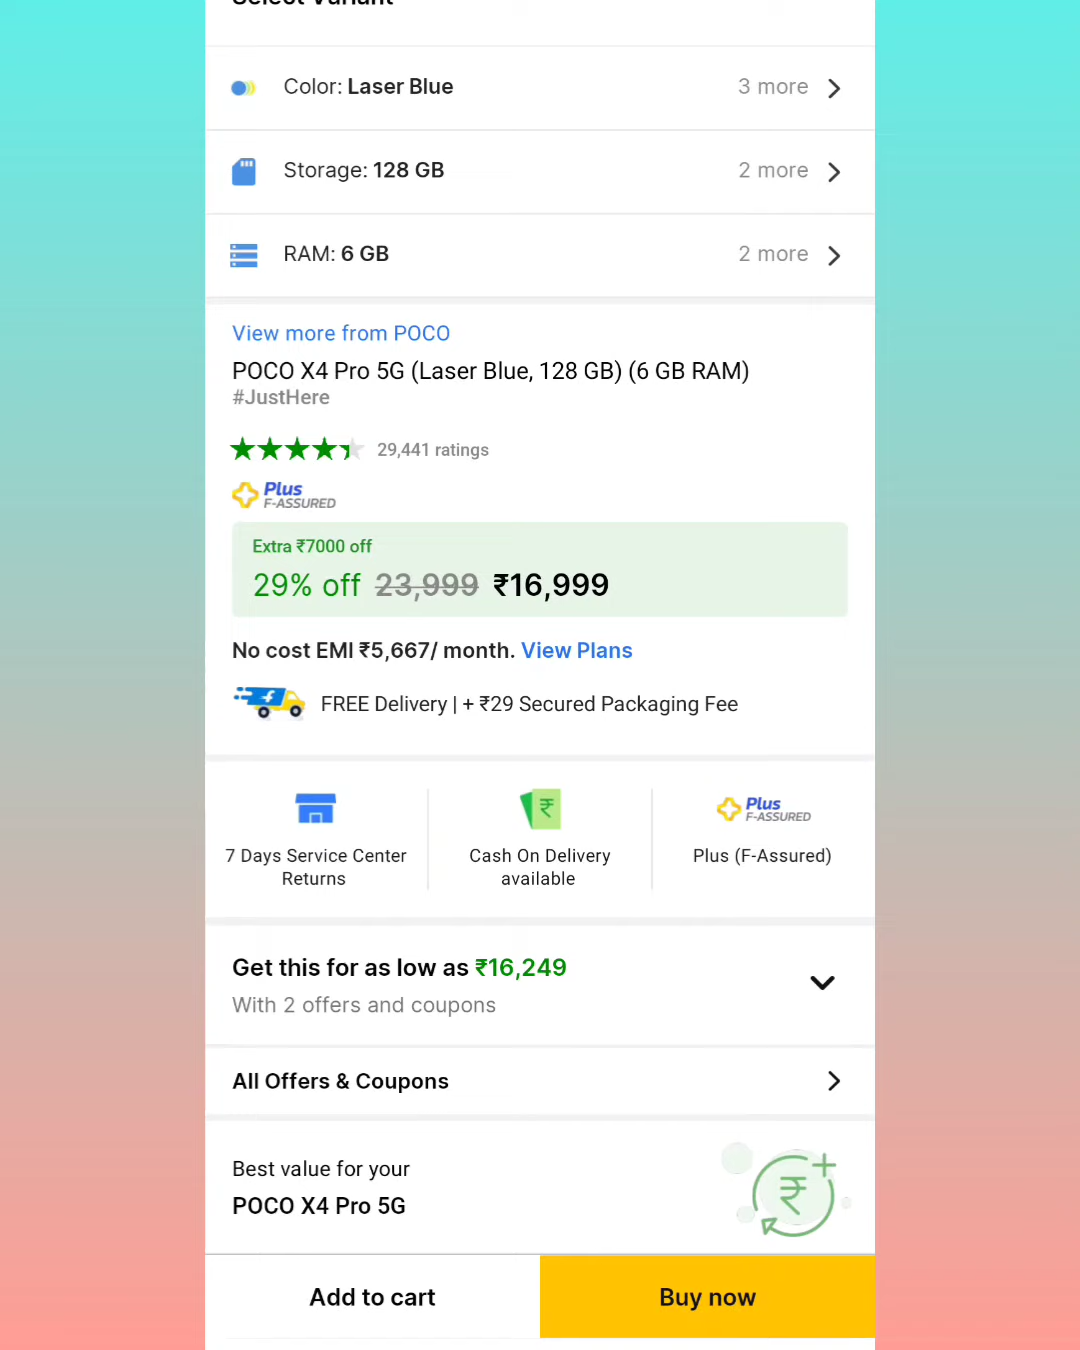 Select Variant
Color: Laser Blue
3 more
Storage: 128 GB
2 more
RAM: 6 GB
2 more
View more from POCO
POCO X4 Pro 5G (Laser Blue, 128 GB) (6 GB RAM)
#JustHere
29,441 ratings
Plus
F-ASSURED
Extra ₹7000 off
29% off 23,999 ₹16,999
No cost EMI ₹5,667/ month. View Plans
FREE Delivery | + ₹29 Secured Packaging Fee
7 Days Service Center
Returns
₹
Cash On Delivery
available
Plus
F-ASSURED
Plus (F-Assured)
Get this for as low as ₹16,249
With 2 offers and coupons
All Offers & Coupons
Best value for your
POCO X4 Pro 5G
₹
Add to cart
Buy now